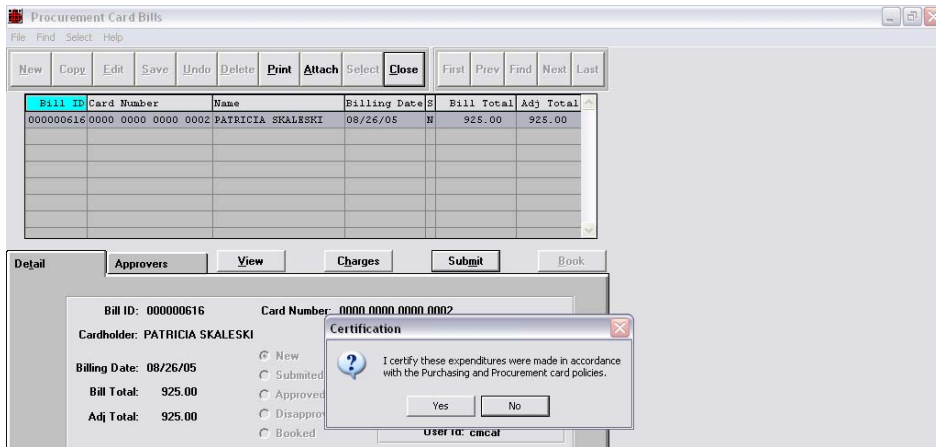 Procurement Card Bills
File Find Select Help
New Copy Edit Save Undo Delete Print Attach Select Close First Prev Find Next Last
Bill ID Card Number Name Billing Date S Bill Total Adj Total
000000616 0000 0000 0000 0002 PATRICIA SKALESKI 08/26/05 N 925.00 925.00
Detail Approvers View Charges Submit Book
Bill ID: 000000616 Card Number: 0000 0000 0000 0002
Cardholder: PATRICIA SKALESKI
Billing Date: 08/26/05
Bill Total: 925.00
Adj Total: 925.00
New
Submited
Approved
Disappro
Booked
User Id: cmcaf
Certification
I certify these expenditures were made in accordance
with the Purchasing and Procurement card policies.
Yes No